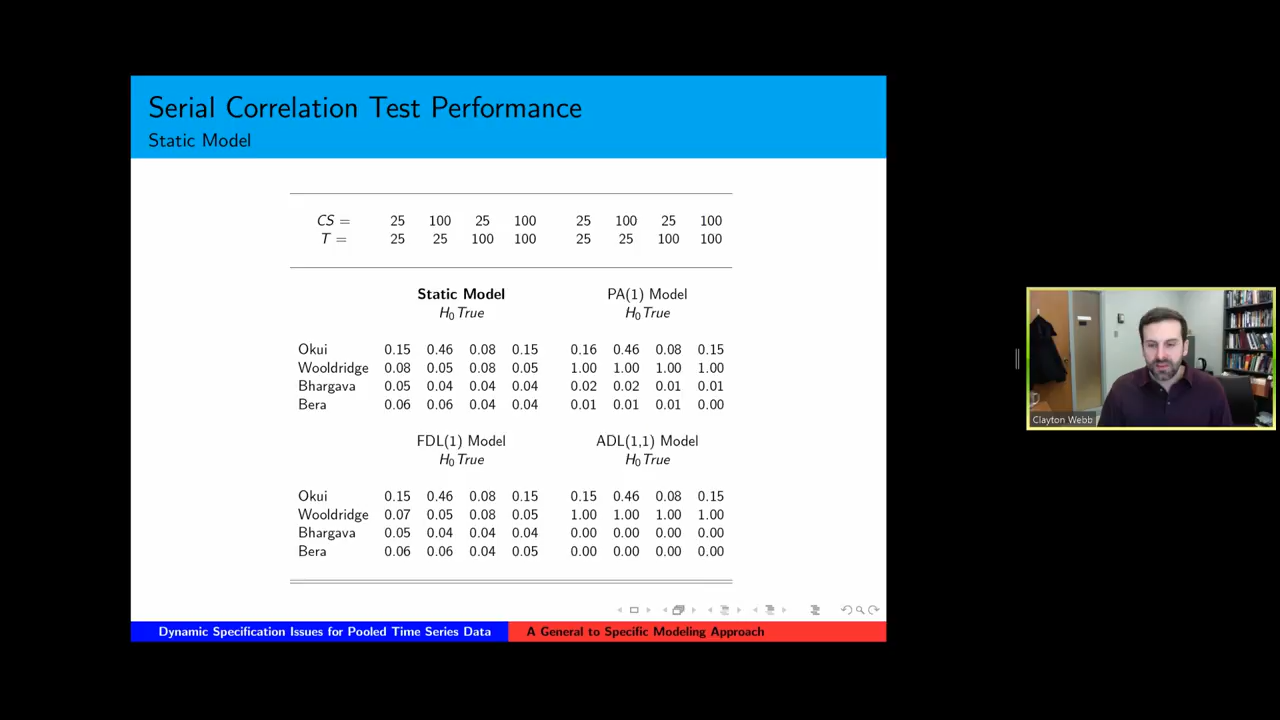 Serial Correlation Test Performance
Static Model
CS = 25 100 25 100 25 100 25 100
T = 25 25 100 100 25 25 100 100
Static Model PA(1) Model
H0 True H0 True
Okui 0.15 0.46 0.08 0.15 0.16 0.46 0.08 0.15
Wooldridge 0.08 0.05 0.08 0.05 1.00 1.00 1.00 1.00
Bhargava 0.05 0.04 0.04 0.04 0.02 0.02 0.01 0.01
Bera 0.06 0.06 0.04 0.04 0.01 0.01 0.01 0.00
FDL(1) Model ADL(1,1) Model
H0 True H0 True
Okui 0.15 0.46 0.08 0.15 0.15 0.46 0.08 0.15
Wooldridge 0.07 0.05 0.08 0.05 1.00 1.00 1.00 1.00
Bhargava 0.05 0.04 0.04 0.04 0.00 0.00 0.00 0.00
Bera 0.06 0.06 0.04 0.05 0.00 0.00 0.00 0.00
Dynamic Specification Issues for Pooled Time Series Data A General to Specific Modeling Approach
Clayton Webb